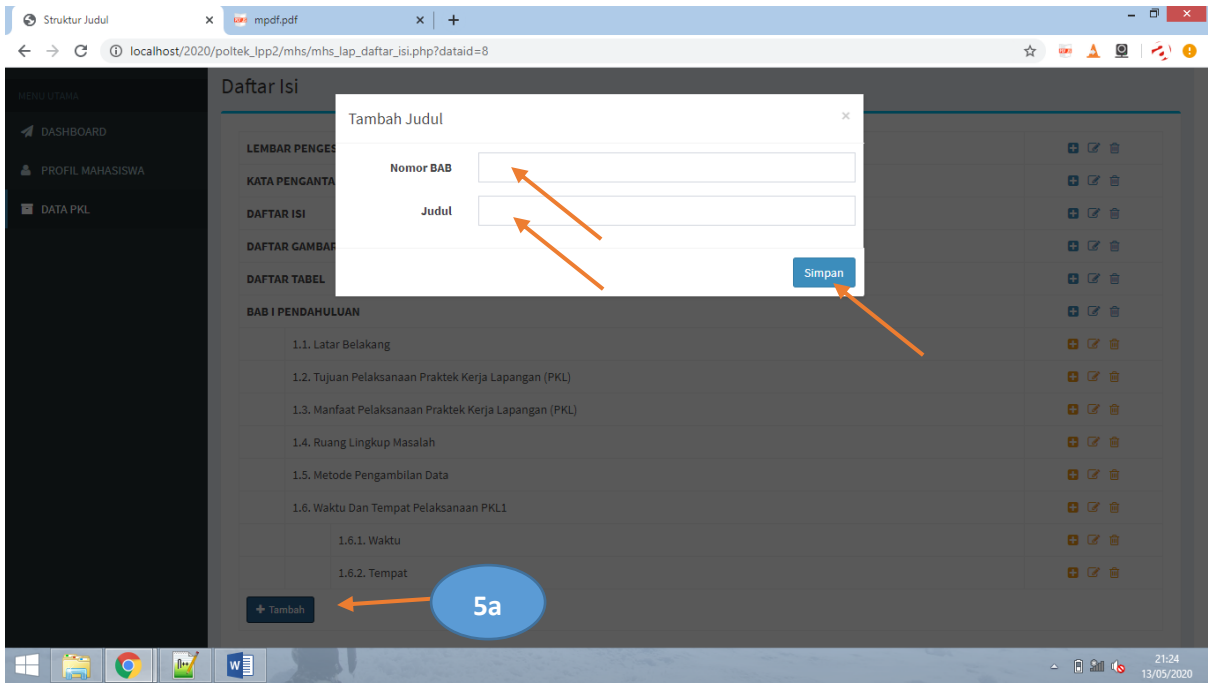 Struktur Judul
mpdf.pdf
localhost/2020/poltek_lpp2/mhs/mhs_lap_daftar_isi.php?dataid=8
MENU UTAMA
DASHBOARD
PROFIL MAHASISWA
DATA PKL
Daftar Isi
Tambah Judul
Nomor BAB
Judul
Simpan
LEMBAR PENGES
KATA PENGANTA
DAFTAR ISI
DAFTAR GAMBAR
DAFTAR TABEL
BAB I PENDAHULUAN
1.1. Latar Belakang
1.2. Tujuan Pelaksanaan Praktek Kerja Lapangan (PKL)
1.3. Manfaat Pelaksanaan Praktek Kerja Lapangan (PKL)
1.4. Ruang Lingkup Masalah
1.5. Metode Pengambilan Data
1.6. Waktu Dan Tempat Pelaksanaan PKL1
1.6.1. Waktu
1.6.2. Tempat
+ Tambah
5a
21:24
13/05/2020